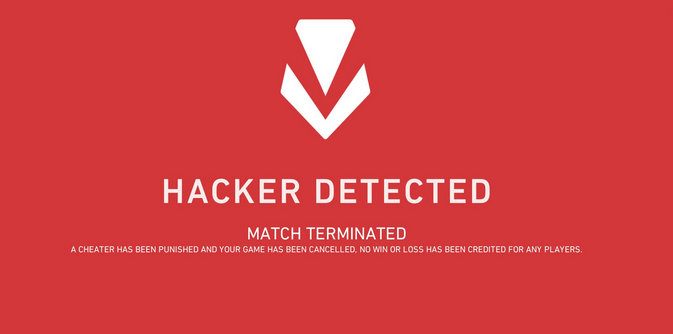 HACKER DETECTED
MATCH TERMINATED
A CHEATER HAS BEEN PUNISHED AND YOUR GAME HAS BEEN CANCELLED, NO WIN OR LOSS HAS BEEN CREDITED FOR ANY PLAYERS.